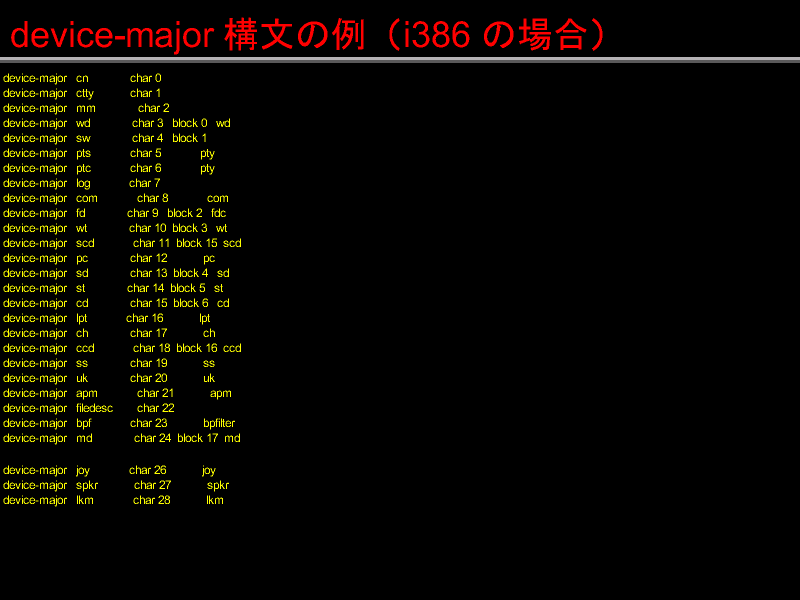 device-major 構文の例（i386 の場合）
device-major cn char 0
device-major ctty char 1
device-major mm char 2
device-major wd char 3 block 0 wd
device-major sw char 4 block 1
device-major pts char 5 pty
device-major ptc char 6 pty
device-major log char 7
device-major com char 8 com
device-major fd char 9 block 2 fdc
device-major wt char 10 block 3 wt
device-major scd char 11 block 15 scd
device-major pc char 12 pc
device-major sd char 13 block 4 sd
device-major st char 14 block 5 st
device-major cd char 15 block 6 cd
device-major lpt char 16 lpt
device-major ch char 17 ch
device-major ccd char 18 block 16 ccd
device-major ss char 19 ss
device-major uk char 20 uk
device-major apm char 21 apm
device-major filedesc char 22
device-major bpf char 23 bpfilter
device-major md char 24 block 17 md
device-major joy char 26 joy
device-major spkr char 27 spkr
device-major lkm char 28 lkm